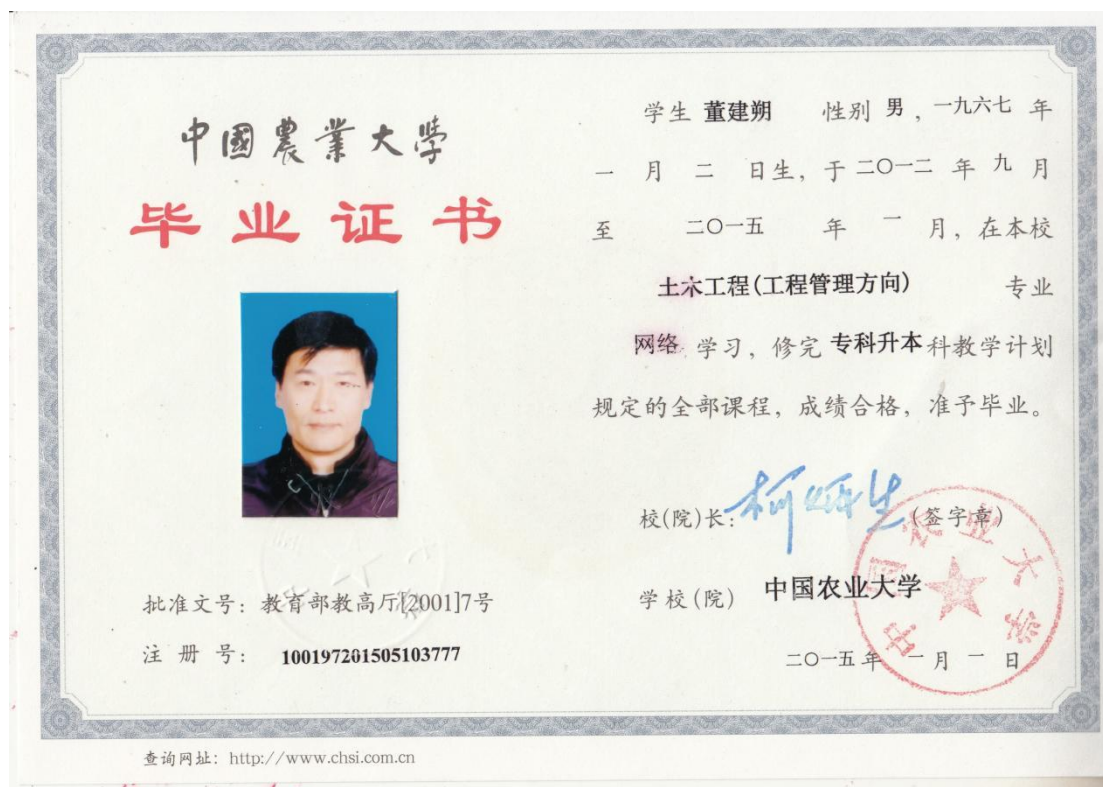 中國農業大學
毕业证书
批准文号：教育部教高厅[2001]7号
注 册 号： 100197201505103777
学生 董建朔 性别 男 ，一九六七 年
一 月 二 日生，于 二〇一二 年 九 月
至 二〇一五 年 一 月，在本校
土木工程(工程管理方向) 专业
网络 学习，修完 专科升本 科教学计划
规定的全部课程，成绩合格，准予毕业。
校(院)长：柯炳生 (签字章)
学校(院) 中国农业大学
二〇一五 年 一 月 一 日
中国农业大学
查询网址：http://www.chsi.com.cn